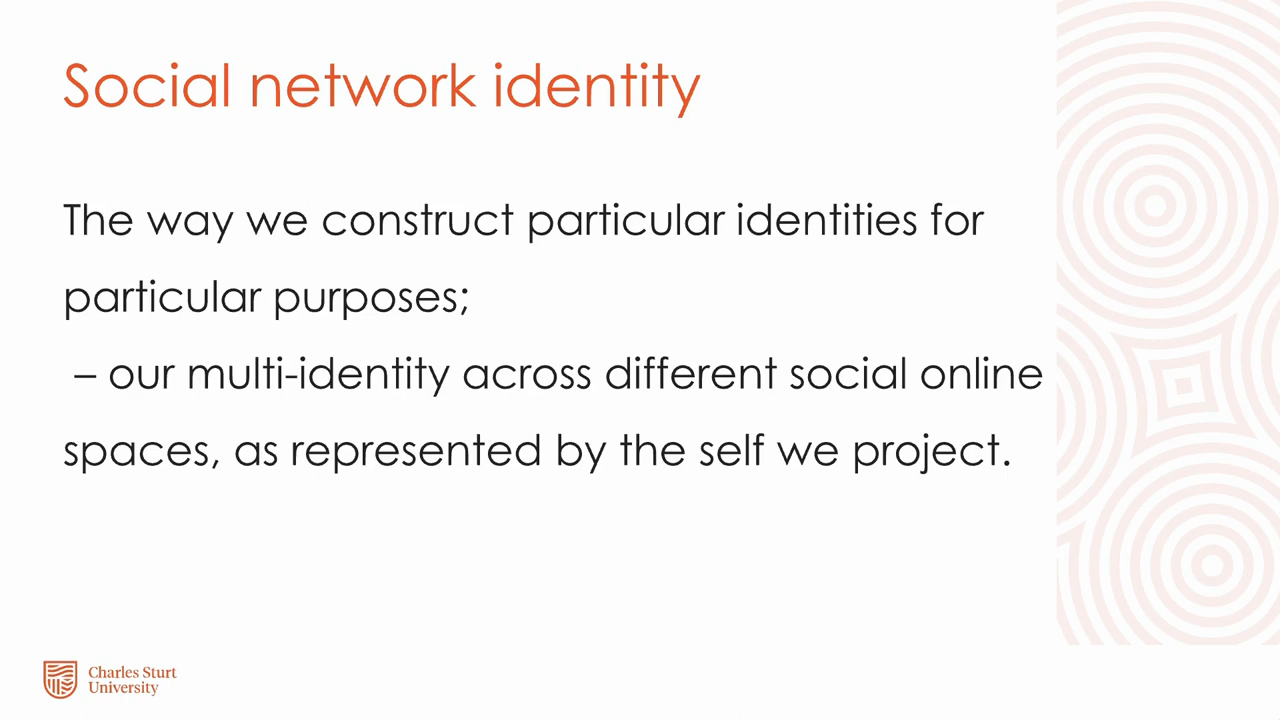 Social network identity
The way we construct particular identities for
particular purposes;
– our multi-identity across different social online
spaces, as represented by the self we project.
Charles Sturt
University